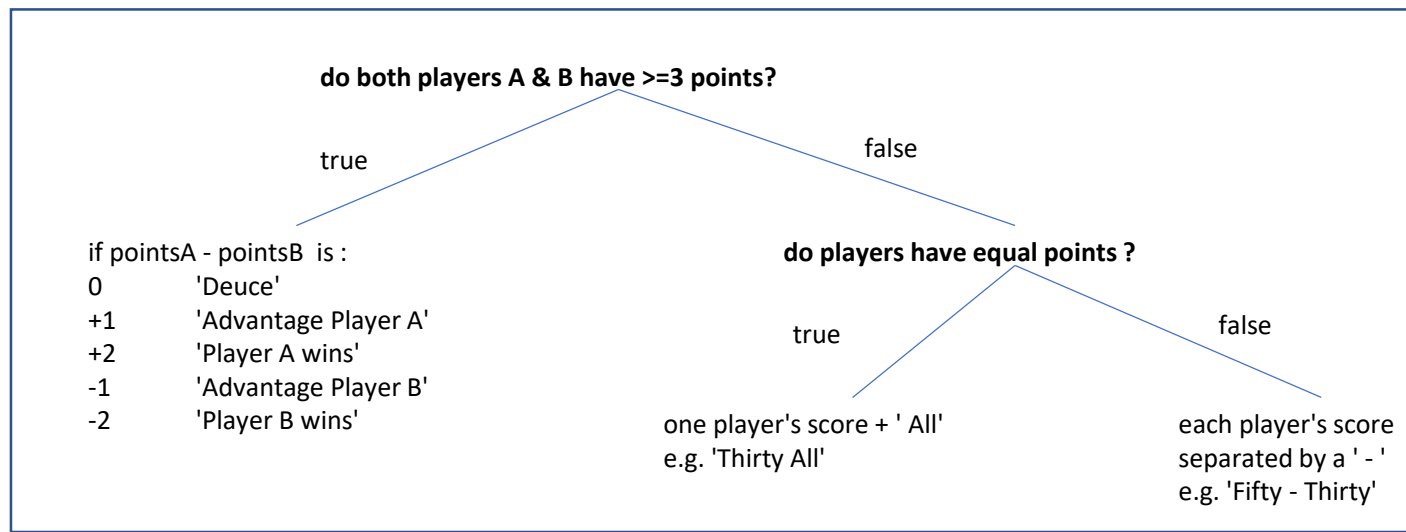 do both players A & B have >=3 points?
true
false
if pointsA - pointsB is :
0 'Deuce'
+1 'Advantage Player A'
+2 'Player A wins'
-1 'Advantage Player B'
-2 'Player B wins'
do players have equal points ?
true
false
one player's score + ' All'
e.g. 'Thirty All'
each player's score
separated by a ' - '
e.g. 'Fifty - Thirty'